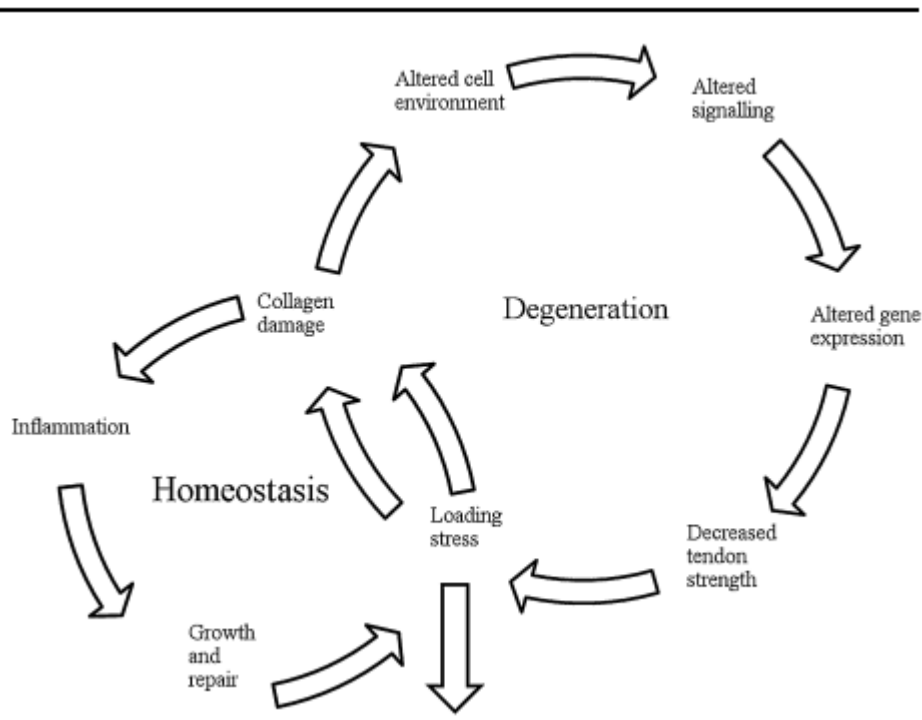 Altered cell
environment
Altered
signalling
Collagen
damage
Degeneration
Altered gene
expression
Inflammation
Homeostasis
Loading
stress
Decreased
tendon
strength
Growth
and
repair